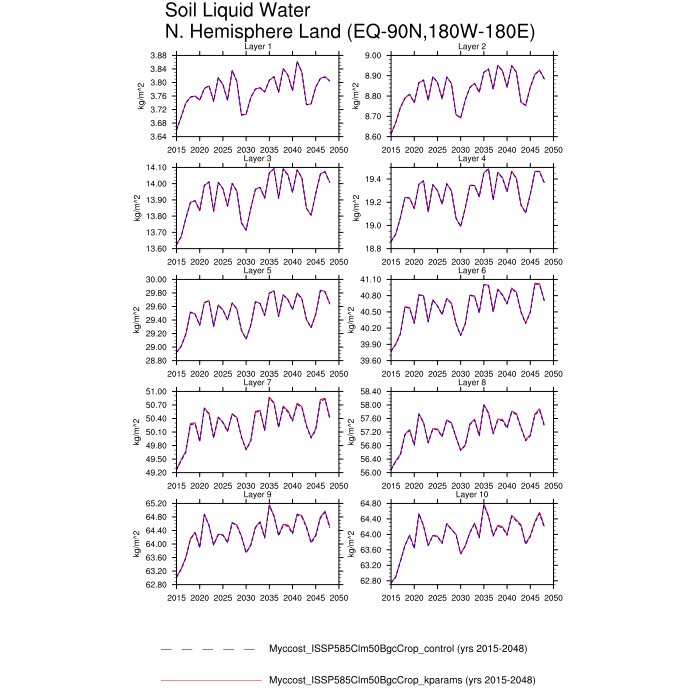 Soil Liquid Water
N. Hemisphere Land (EQ-90N,180W-180E)
Layer 1
Layer 2
3.88
3.84
3.80
3.76
3.72
3.68
3.64
kg/m^2
2015 2020 2025 2030 2035 2040 2045 2050
9.00
8.90
8.80
8.70
8.60
kg/m^2
2015 2020 2025 2030 2035 2040 2045 2050
Layer 3
Layer 4
14.10
14.00
13.90
13.80
13.70
13.60
kg/m^2
2015 2020 2025 2030 2035 2040 2045 2050
19.4
19.2
19.0
18.8
kg/m^2
2015 2020 2025 2030 2035 2040 2045 2050
Layer 5
Layer 6
30.00
29.80
29.60
29.40
29.20
29.00
28.80
kg/m^2
2015 2020 2025 2030 2035 2040 2045 2050
41.10
40.80
40.50
40.20
39.90
39.60
kg/m^2
2015 2020 2025 2030 2035 2040 2045 2050
Layer 7
Layer 8
51.00
50.70
50.40
50.10
49.80
49.50
49.20
kg/m^2
2015 2020 2025 2030 2035 2040 2045 2050
58.40
58.00
57.60
57.20
56.80
56.40
56.00
kg/m^2
2015 2020 2025 2030 2035 2040 2045 2050
Layer 9
Layer 10
65.20
64.80
64.40
64.00
63.60
63.20
62.80
kg/m^2
2015 2020 2025 2030 2035 2040 2045 2050
64.80
64.40
64.00
63.60
63.20
62.80
kg/m^2
2015 2020 2025 2030 2035 2040 2045 2050
Myccost_ISSP585Clm50BgcCrop_control (yrs 2015-2048)
Myccost_ISSP585Clm50BgcCrop_kparams (yrs 2015-2048)